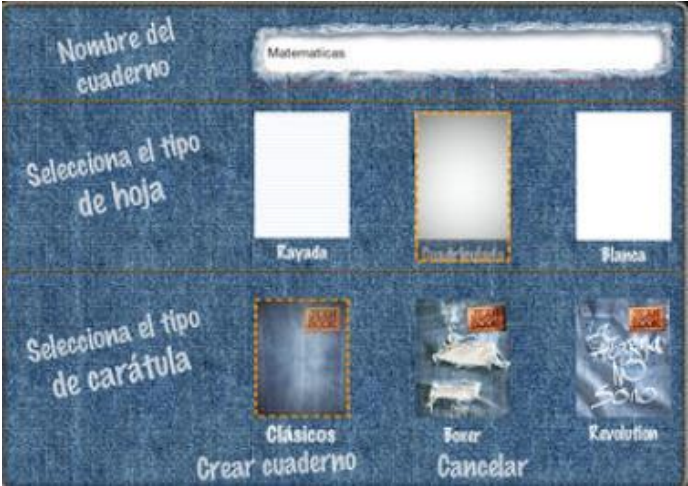 Nombre del
cuaderno
Matematicas
Selecciona el tipo
de hoja
Rayada
Cuadriculada
Blanca
Selecciona el tipo
de carátula
Clásicos
Boxer
Revolution
Crear cuaderno
Cancelar